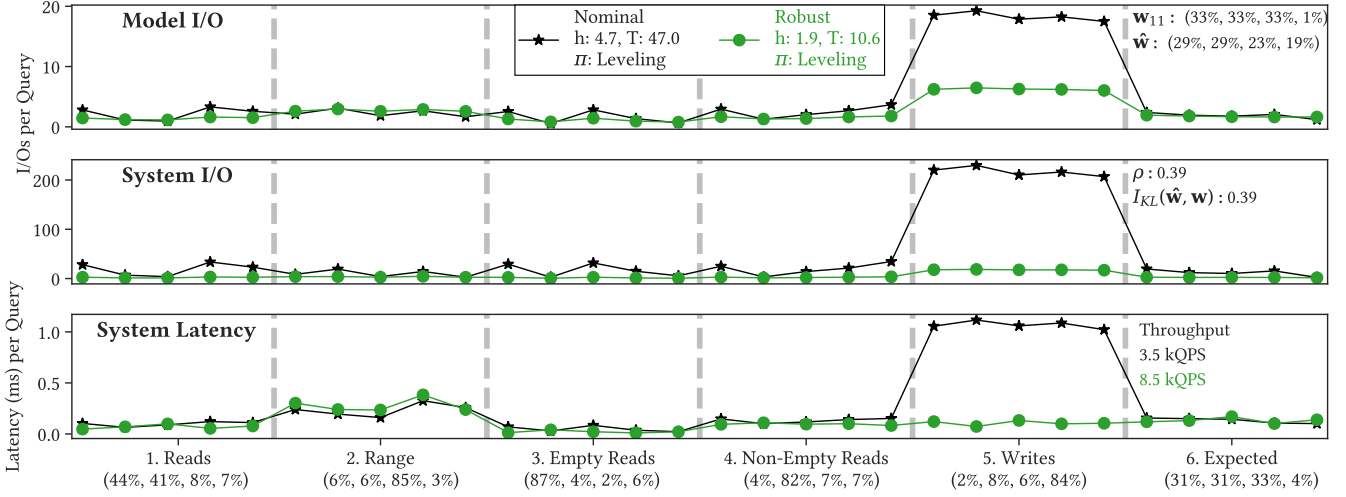 Model I/O
Nominal
h: 4.7, T: 47.0
π: Leveling
Robust
h: 1.9, T: 10.6
π: Leveling
w₁₁ : (33%, 33%, 33%, 1%)
ŵ : (29%, 29%, 23%, 19%)
I/Os per Query
20
10
0
System I/O
ρ : 0.39
I_KL(ŵ, w) : 0.39
200
100
0
System Latency
Throughput
3.5 kQPS
8.5 kQPS
Latency (ms) per Query
1.0
0.5
0.0
1. Reads
(44%, 41%, 8%, 7%)
2. Range
(6%, 6%, 85%, 3%)
3. Empty Reads
(87%, 4%, 2%, 6%)
4. Non-Empty Reads
(4%, 82%, 7%, 7%)
5. Writes
(2%, 8%, 6%, 84%)
6. Expected
(31%, 31%, 33%, 4%)